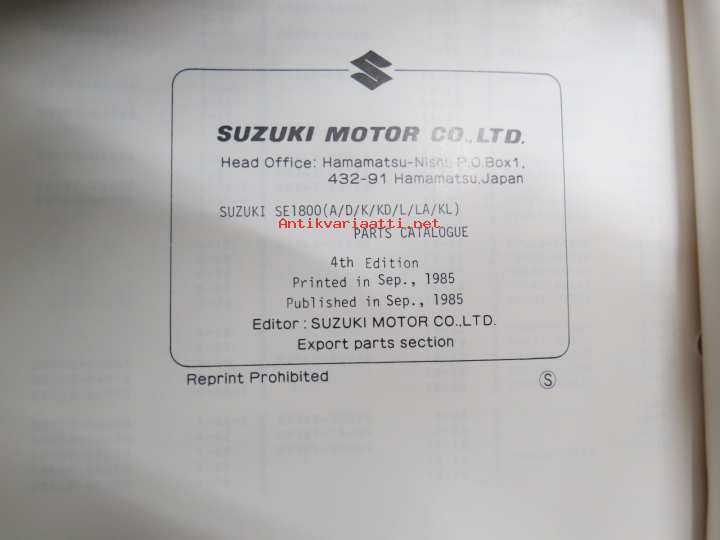 SUZUKI MOTOR CO.,LTD.
Head Office: Hamamatsu-Nishi, P.O.Box1,
432-91 Hamamatsu,Japan
SUZUKI SE1800(A/D/K/KD/L/LA/KL)
Antikvariaatti.net
PARTS CATALOGUE
4th Edition
Printed in Sep., 1985
Published in Sep., 1985
Editor : SUZUKI MOTOR CO.,LTD.
Export parts section
Reprint Prohibited
Ⓢ